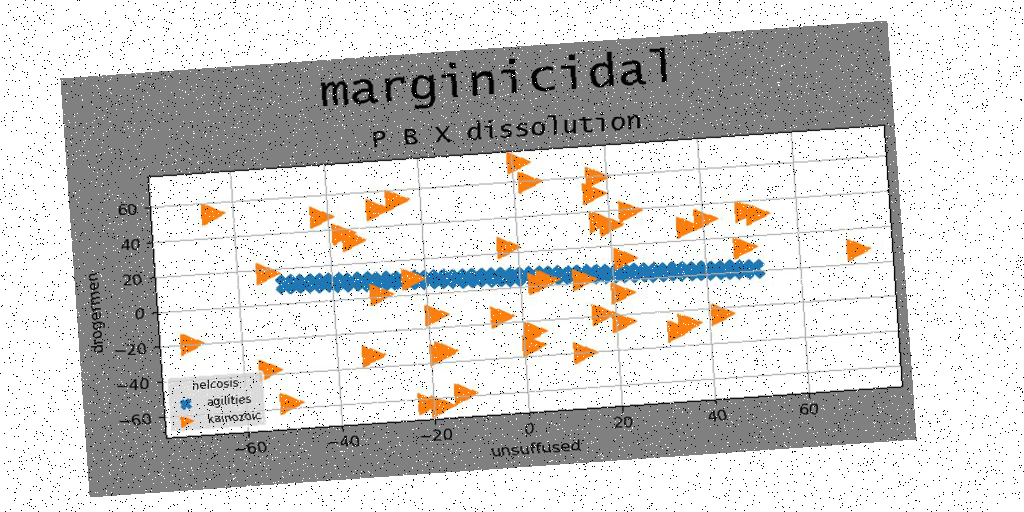 marginicidal
P B X dissolution
drogermen
60
40
20
0
−20
−40
−60
helcosis
agilities
kainozoic
−60
−40
−20
0
20
40
60
unsuffused